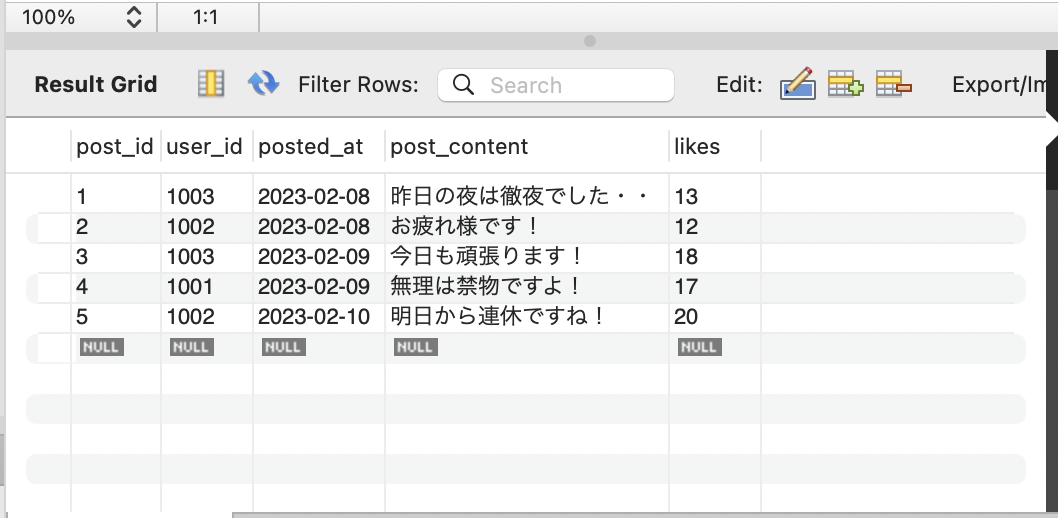 100% 1:1
Result Grid Filter Rows: Search Edit: Export/Im
post_id user_id posted_at post_content likes
1 1003 2023-02-08 昨日の夜は徹夜でした・・ 13
2 1002 2023-02-08 お疲れ様です！ 12
3 1003 2023-02-09 今日も頑張ります！ 18
4 1001 2023-02-09 無理は禁物ですよ！ 17
5 1002 2023-02-10 明日から連休ですね！ 20
NULL NULL NULL NULL NULL